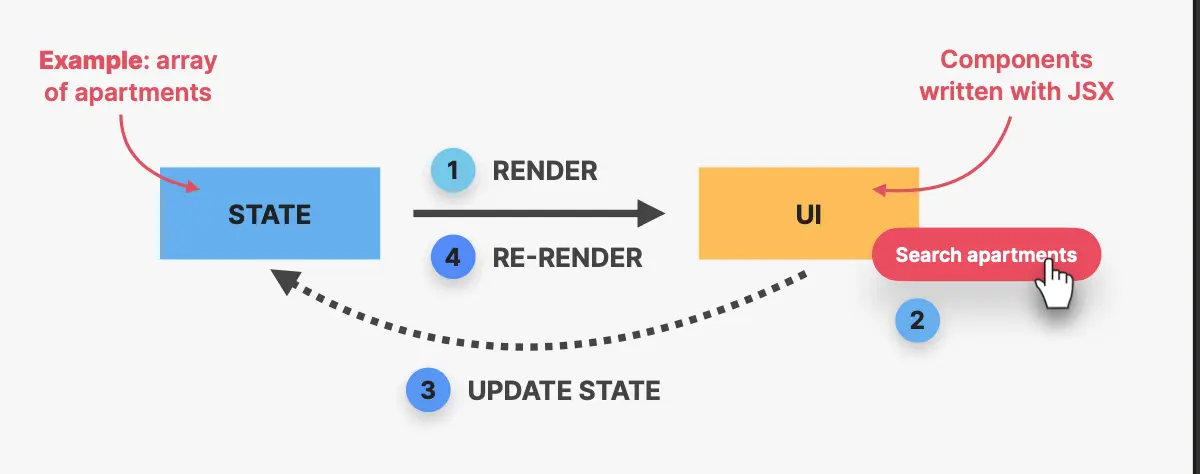 Example: array
of apartments
Components
written with JSX
1 RENDER
STATE
UI
4 RE-RENDER
Search apartments
2
3 UPDATE STATE